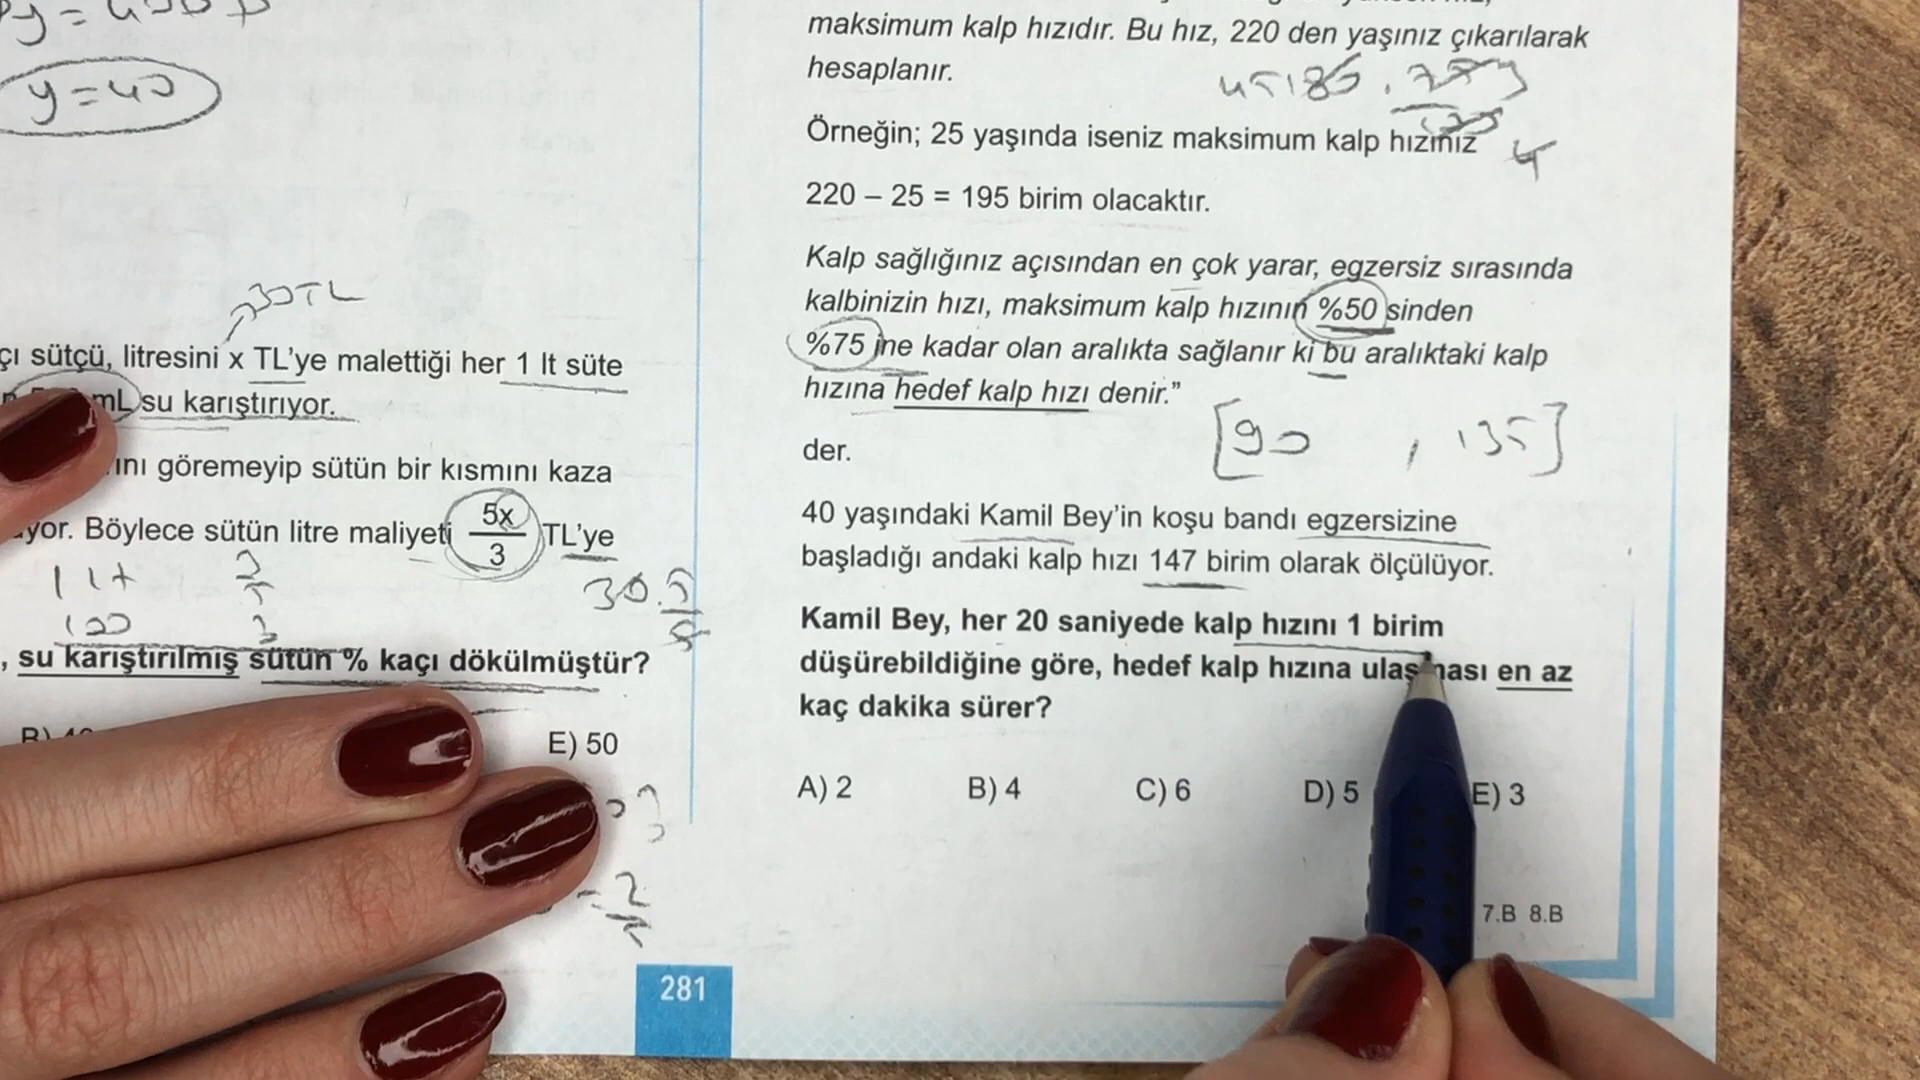 y=40
30TL
çı sütçü, litresini x TL'ye malettiği her 1 lt süte
mL su karıştırıyor.
ını göremeyip sütün bir kısmını kaza
yor. Böylece sütün litre maliyeti 5x/3 TL'ye
1 lt
100
30.5
, su karıştırılmış sütün % kaçı dökülmüştür?
E) 50
281
maksimum kalp hızıdır. Bu hız, 220 den yaşınız çıkarılarak
hesaplanır.
Örneğin; 25 yaşında iseniz maksimum kalp hızınız
4
220 – 25 = 195 birim olacaktır.
Kalp sağlığınız açısından en çok yarar, egzersiz sırasında
kalbinizin hızı, maksimum kalp hızının %50 sinden
%75 ine kadar olan aralıkta sağlanır ki bu aralıktaki kalp
hızına hedef kalp hızı denir.”
[90 , 135]
der.
40 yaşındaki Kamil Bey'in koşu bandı egzersizine
başladığı andaki kalp hızı 147 birim olarak ölçülüyor.
Kamil Bey, her 20 saniyede kalp hızını 1 birim
düşürebildiğine göre, hedef kalp hızına en az
kaç dakika sürer?
A) 2 B) 4 C) 6 D) 5 E) 3
7.B 8.B